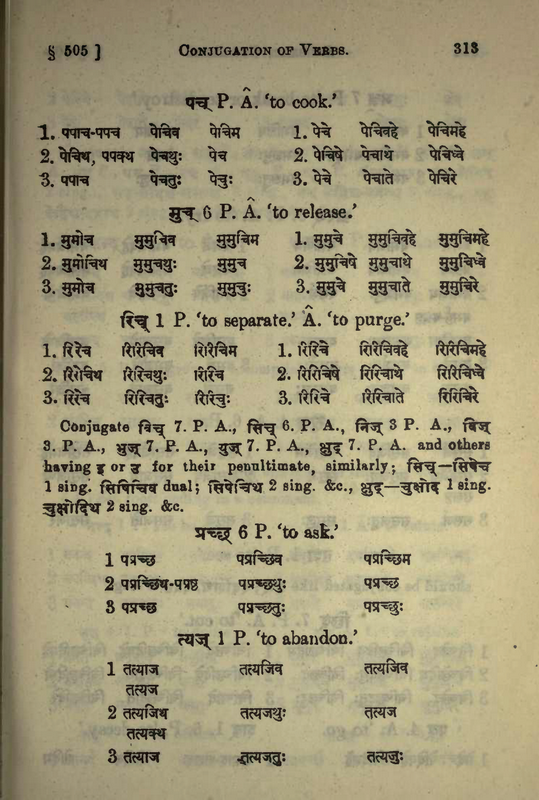 § 505 ] CONJUGATION OF VERBS. 313
पच् P. Â. ‘to cook.’
1. पपाच-पपच पेचिव पेचिम 1. पेचे पेचिवहे पेचिमहे
2. पेचिथ, पपक्थ पेचथुः पेच 2. पेचिषे पेचाथे पेचिध्वे
3. पपाच पेचतुः पेचुः 3. पेचे पेचाते पेचिरे
मुच् 6 P. Â. ‘to release.’
1. मुमोच मुमुचिव मुमुचिम 1. मुमुचे मुमुचिवहे मुमुचिमहे
2. मुमोचिथ मुमुचथुः मुमुच 2. मुमुचिषे मुमुचाथे मुमुचिध्वे
3. मुमोच मुमुचतुः मुमुचुः 3. मुमुचे मुमुचाते मुमुचिरे
रिच् 1 P. ‘to separate.’ Â. ‘to purge.’
1. रिरेच रिरिचिव रिरिचिम 1. रिरिचे रिरिचिवहे रिरिचिमहे
2. रिरेचिथ रिरिचथुः रिरिच 2. रिरिचिषे रिरिचाथे रिरिचिध्वे
3. रिरेच रिरिचतुः रिरिचुः 3. रिरिचे रिरिचाते रिरिचिरे
Conjugate विच् 7. P. A., सिच् 6. P. A., निज् 3 P. A., विज्
3. P. A., भुज् 7. P. A., युज् 7. P. A., क्षुद् 7. P. A. and others
having इ or उ for their penultimate, similarly; सिच्—सिषेच
1 sing. सिषिचिव dual; सिषेचिथ 2 sing. &c., क्षुद्—चुक्षोद 1 sing.
चुक्षोदिथ 2 sing. &c.
प्रच्छ् 6 P. ‘to ask.’
1 पप्रच्छ पप्रच्छिव पप्रच्छिम
2 पप्रच्छिथ-पप्रष्ठ पप्रच्छथुः पप्रच्छ
3 पप्रच्छ पप्रच्छतुः पप्रच्छुः
त्यज् 1 P. ‘to abandon.’
1 तत्याज तत्यजिव तत्यजिव
तत्यज
2 तत्यजिथ तत्यजथुः तत्यज
तत्यक्थ
3 तत्याज तत्यजतुः तत्यजुः